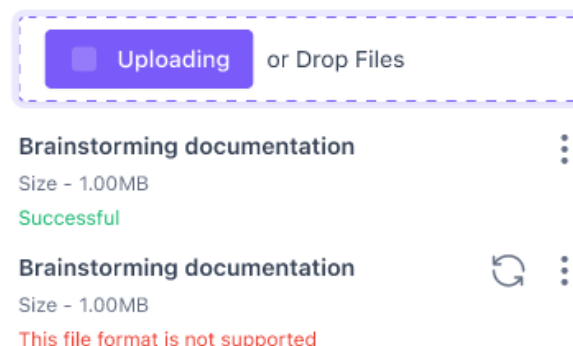 Uploading or Drop Files
Brainstorming documentation
Size - 1.00MB
Successful
Brainstorming documentation
Size - 1.00MB
This file format is not supported